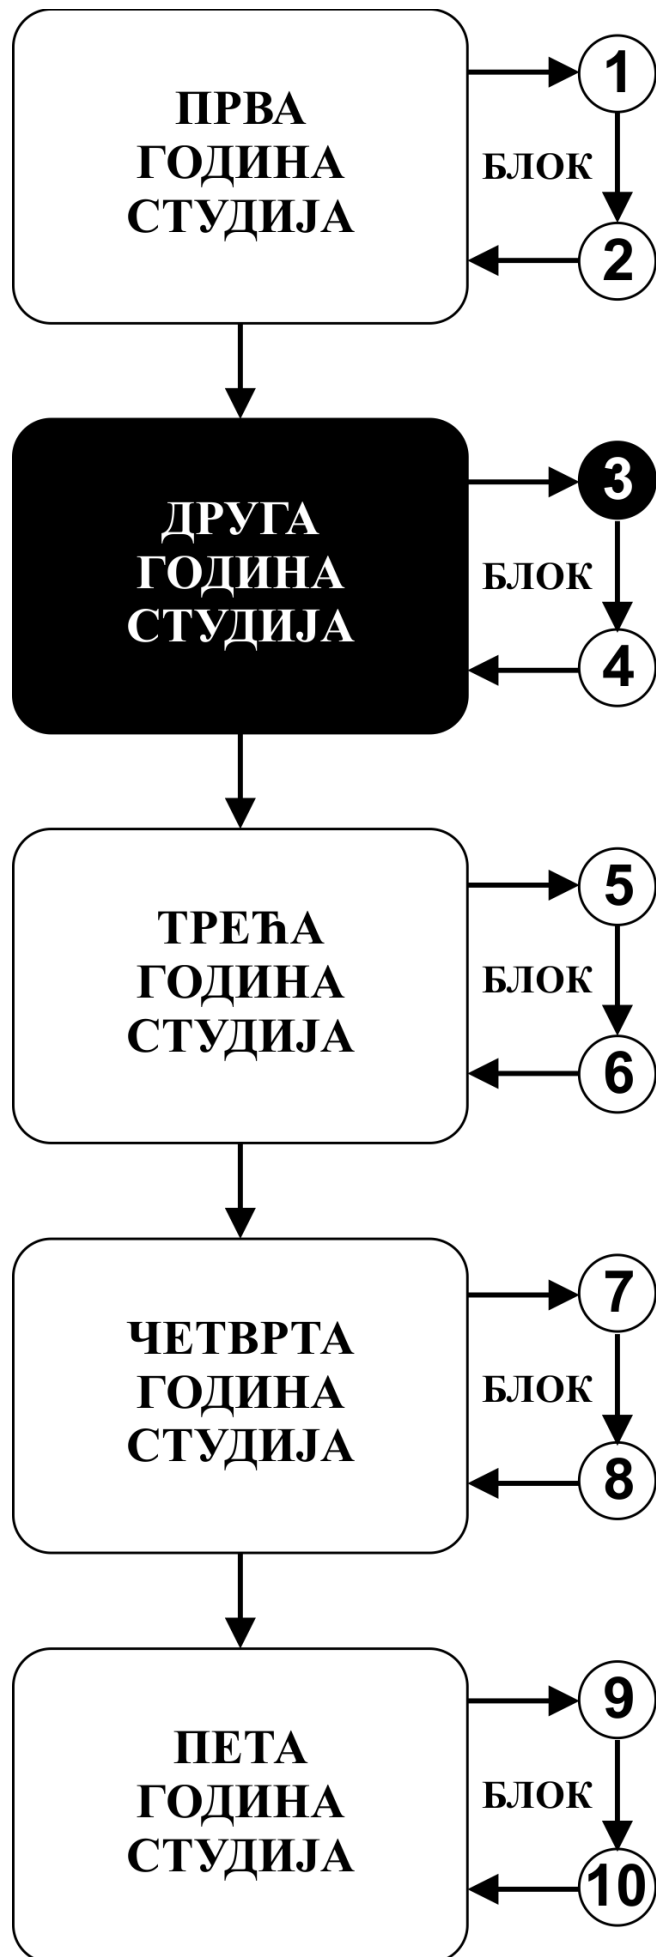 ПРВА
ГОДИНА
СТУДИЈА
1
БЛОК
2
ДРУГА
ГОДИНА
СТУДИЈА
3
БЛОК
4
ТРЕЋА
ГОДИНА
СТУДИЈА
5
БЛОК
6
ЧЕТВРТА
ГОДИНА
СТУДИЈА
7
БЛОК
8
ПЕТА
ГОДИНА
СТУДИЈА
9
БЛОК
10